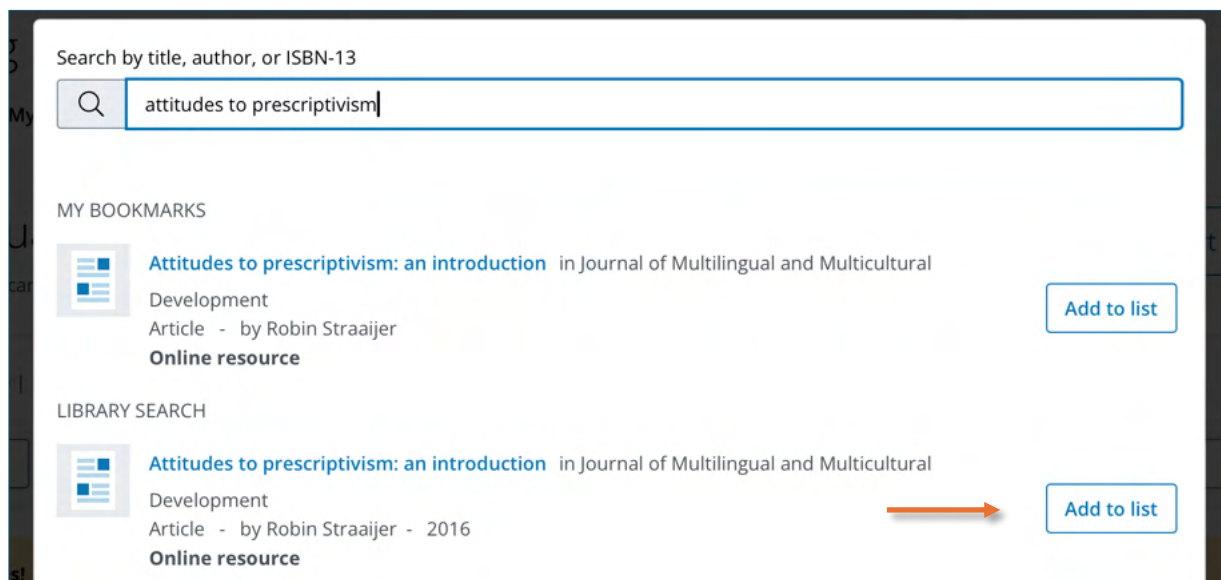 Search by title, author, or ISBN-13
attitudes to prescriptivism
My
MY BOOKMARKS
Attitudes to prescriptivism: an introduction in Journal of Multilingual and Multicultural
Development
Article - by Robin Straaijer
Online resource
Add to list
LIBRARY SEARCH
Attitudes to prescriptivism: an introduction in Journal of Multilingual and Multicultural
Development
Article - by Robin Straaijer - 2016
Online resource
Add to list